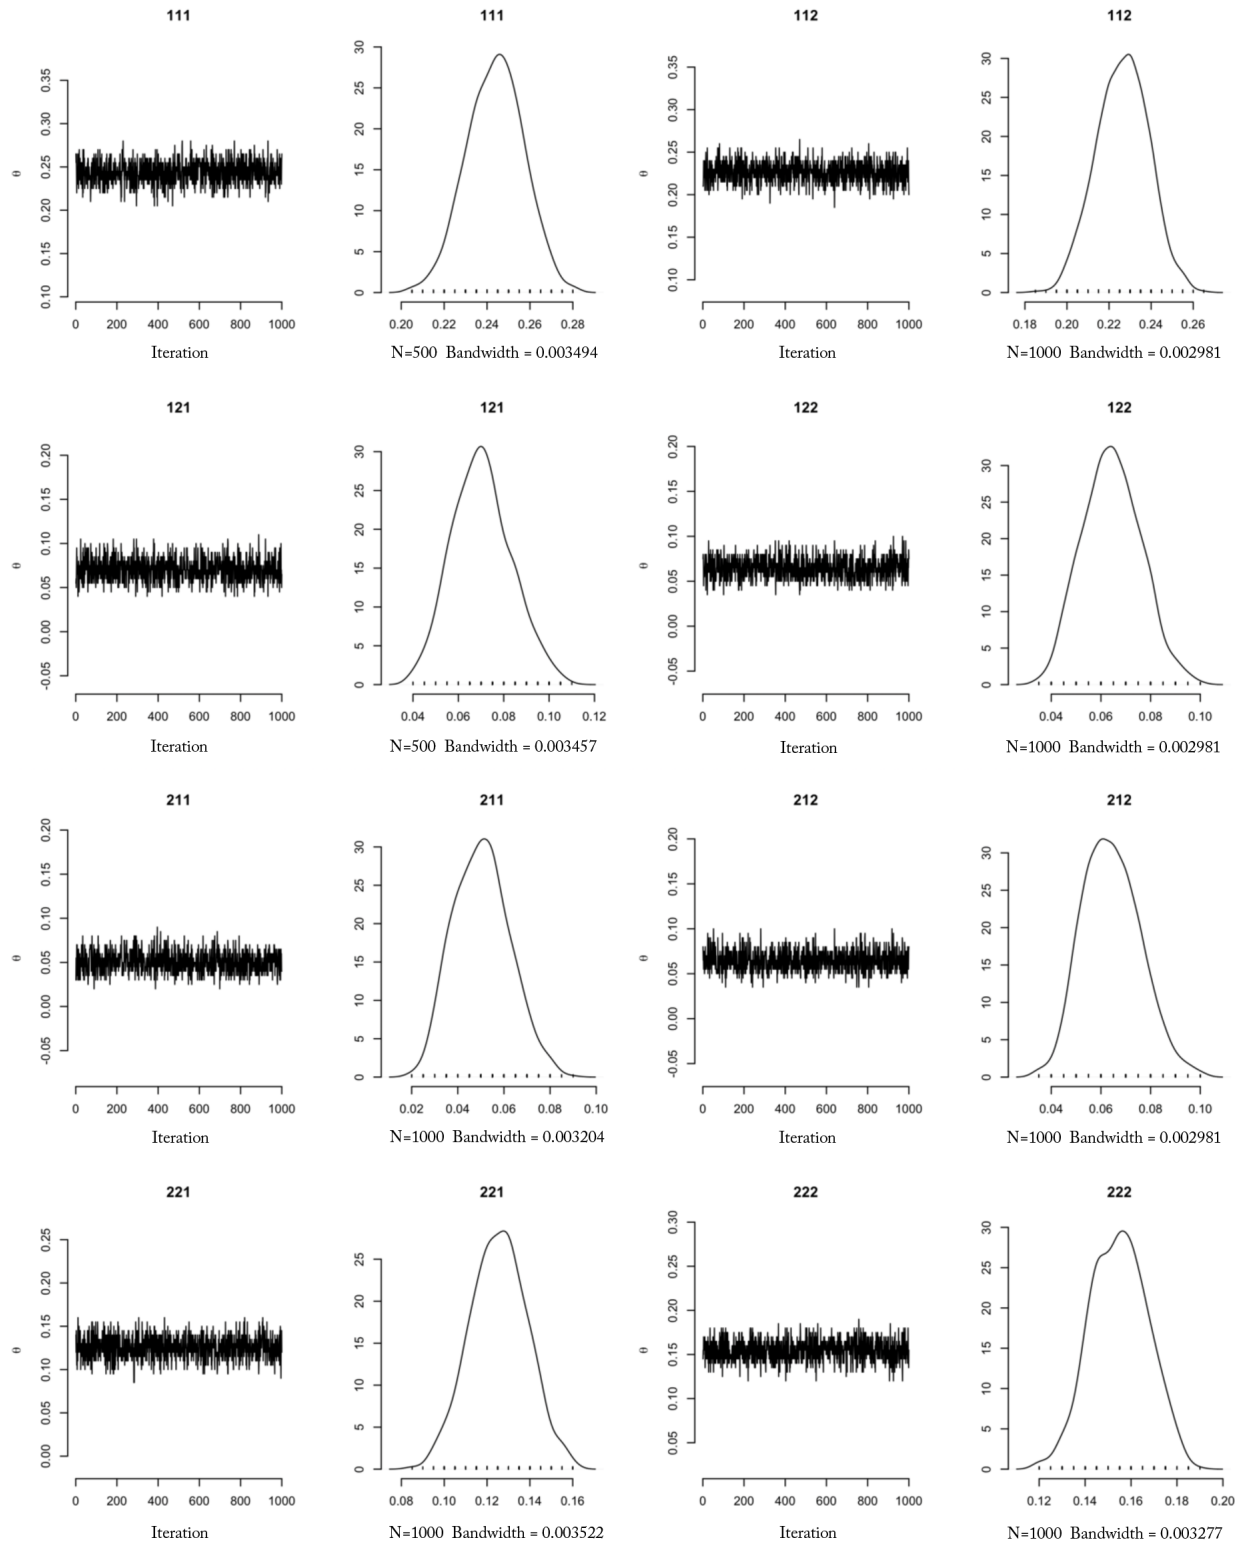 111 111 112 112
θ 0.10 0.15 0.20 0.25 0.30 0.35
0 200 400 600 800 1000
Iteration
0 5 10 15 20 25 30
0.20 0.22 0.24 0.26 0.28
N=500 Bandwidth = 0.003494
θ 0.10 0.15 0.20 0.25 0.30 0.35
0 200 400 600 800 1000
Iteration
0 5 10 15 20 25 30
0.18 0.20 0.22 0.24 0.26
N=1000 Bandwidth = 0.002981
121 121 122 122
θ -0.05 0.00 0.05 0.10 0.15 0.20
0 200 400 600 800 1000
Iteration
0 5 10 15 20 25 30
0.04 0.06 0.08 0.10 0.12
N=500 Bandwidth = 0.003457
θ -0.05 0.00 0.05 0.10 0.15 0.20
0 200 400 600 800 1000
Iteration
0 5 10 15 20 25 30
0.04 0.06 0.08 0.10
N=1000 Bandwidth = 0.002981
211 211 212 212
θ -0.05 0.00 0.05 0.10 0.15 0.20
0 200 400 600 800 1000
Iteration
0 5 10 15 20 25 30
0.02 0.04 0.06 0.08 0.10
N=1000 Bandwidth = 0.003204
θ -0.05 0.00 0.05 0.10 0.15 0.20
0 200 400 600 800 1000
Iteration
0 5 10 15 20 25 30
0.04 0.06 0.08 0.10
N=1000 Bandwidth = 0.002981
221 221 222 222
θ 0.00 0.05 0.10 0.15 0.20 0.25
0 200 400 600 800 1000
Iteration
0 5 10 15 20 25
0.08 0.10 0.12 0.14 0.16
N=1000 Bandwidth = 0.003522
θ 0.05 0.10 0.15 0.20 0.25 0.30
0 200 400 600 800 1000
Iteration
0 5 10 15 20 25 30
0.12 0.14 0.16 0.18 0.20
N=1000 Bandwidth = 0.003277